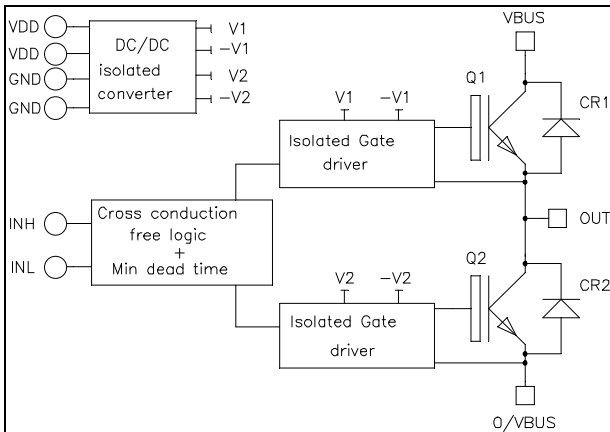 VDD
VDD
GND
GND
DC/DC
isolated
converter
V1
-V1
V2
-V2
VBUS
Q1
CR1
V1 -V1
Isolated Gate
driver
INH
INL
Cross conduction
free logic
+
Min dead time
OUT
Q2
CR2
V2 -V2
Isolated Gate
driver
0/VBUS